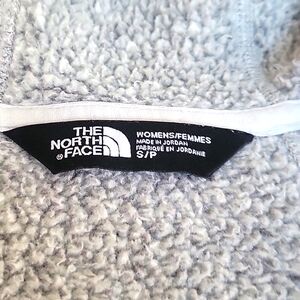 THE
NORTH
FACE®
WOMENS/FEMMES
MADE IN JORDAN
FABRIQUÉ EN JORDANIE
S/P